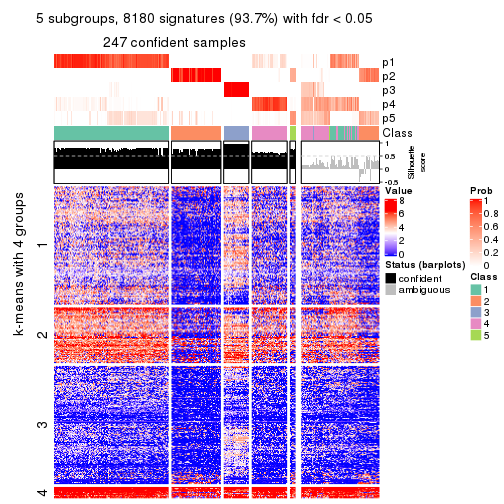 5 subgroups, 8180 signatures (93.7%) with fdr < 0.05
247 confident samples
p1
p2
p3
p4
p5
Class
1
0.5
0
-0.5
Silhouette
score
k-means with 4 groups
1
2
3
4
Value
8
6
4
2
0
Status (barplots)
confident
ambiguous
Prob
1
0.8
0.6
0.4
0.2
0
Class
1
2
3
4
5